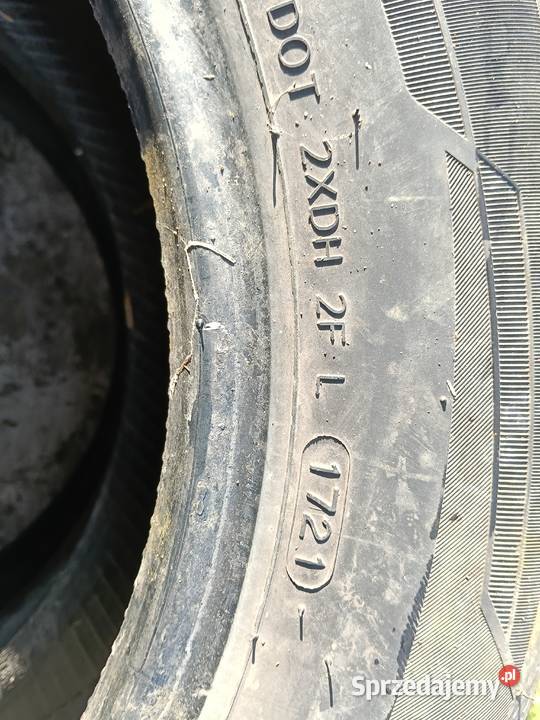 DOT 2XDH 2F L 1721
Sprzedajemy.pl